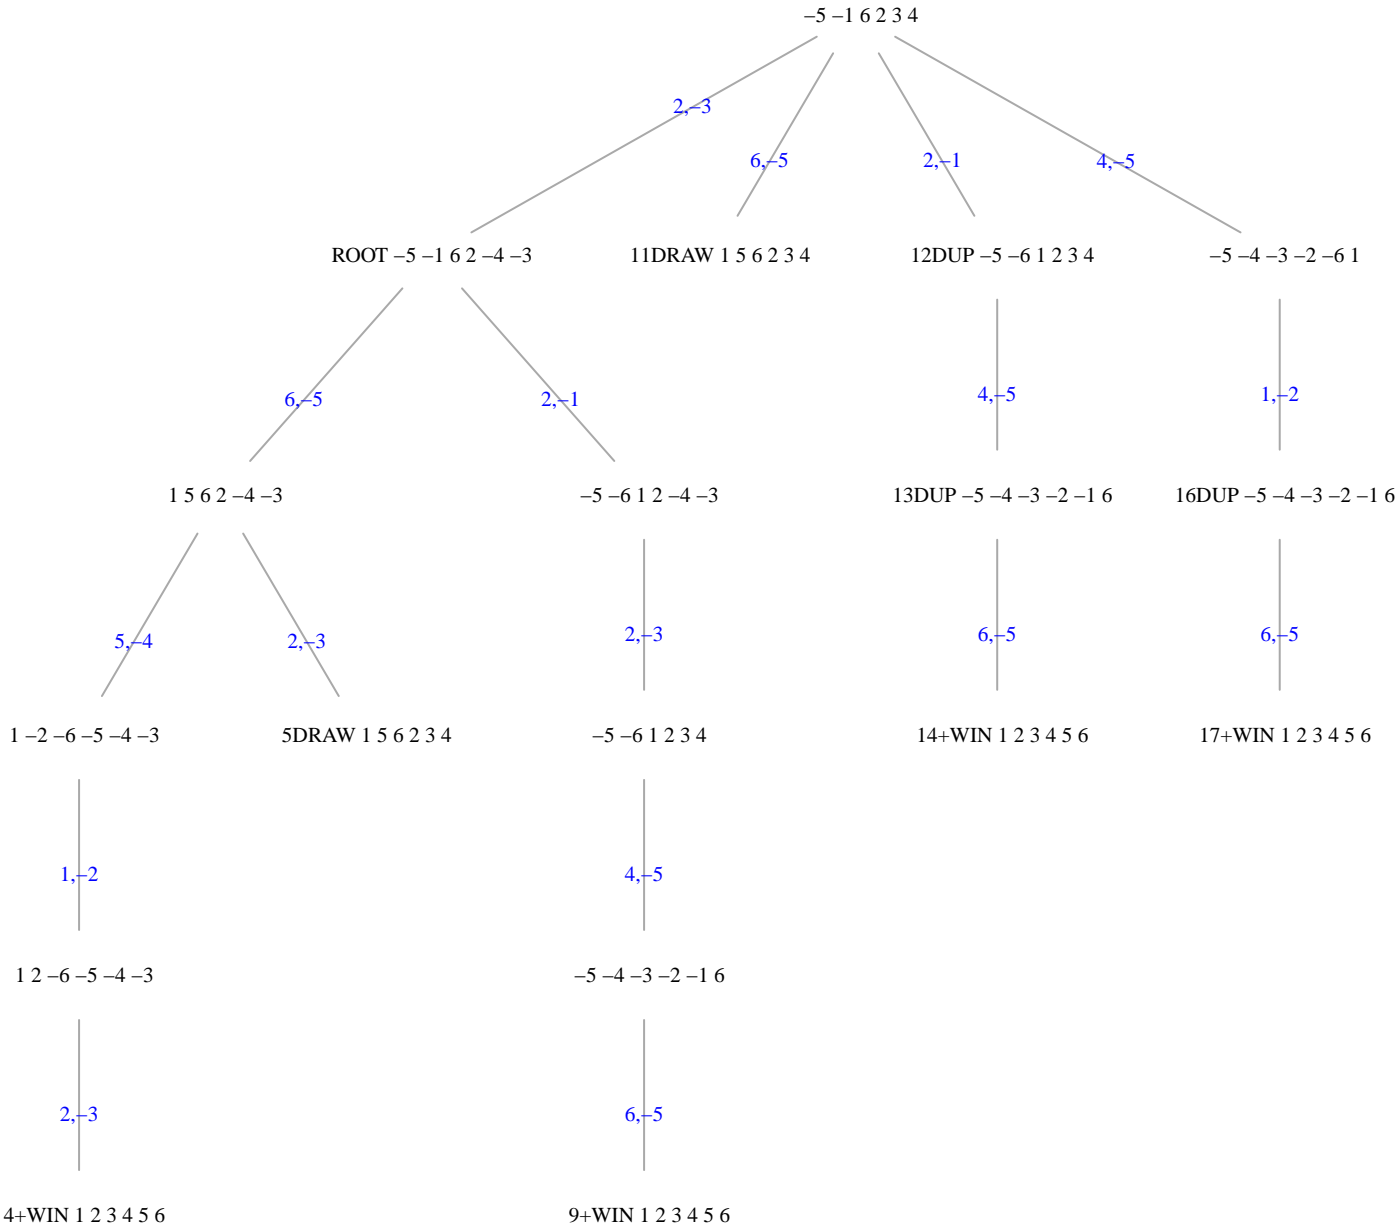 –5 –1 6 2 3 4
2,–3
6,–5
2,–1
4,–5
ROOT –5 –1 6 2 –4 –3
11DRAW 1 5 6 2 3 4
12DUP –5 –6 1 2 3 4
–5 –4 –3 –2 –6 1
6,–5
2,–1
4,–5
1,–2
1 5 6 2 –4 –3
–5 –6 1 2 –4 –3
13DUP –5 –4 –3 –2 –1 6
16DUP –5 –4 –3 –2 –1 6
5,–4
2,–3
2,–3
6,–5
6,–5
1 –2 –6 –5 –4 –3
5DRAW 1 5 6 2 3 4
–5 –6 1 2 3 4
14+WIN 1 2 3 4 5 6
17+WIN 1 2 3 4 5 6
1,–2
4,–5
1 2 –6 –5 –4 –3
–5 –4 –3 –2 –1 6
2,–3
6,–5
4+WIN 1 2 3 4 5 6
9+WIN 1 2 3 4 5 6